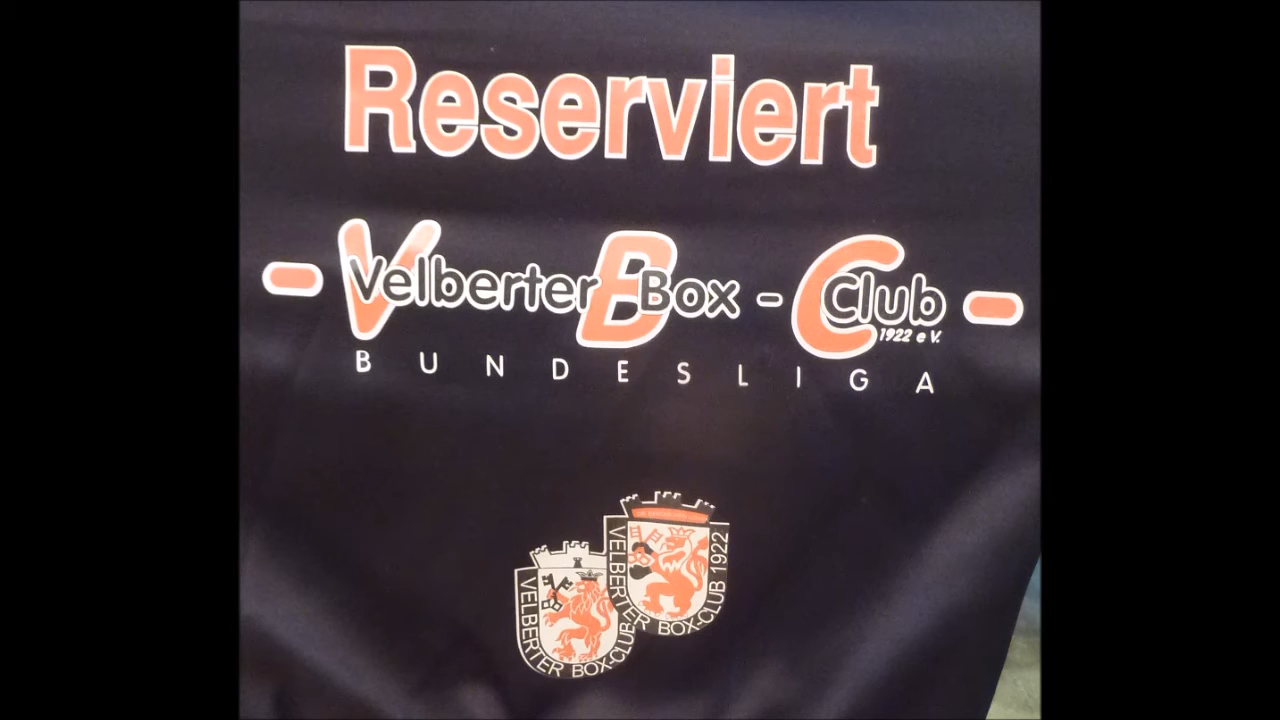 Reserviert
- Velberter Box - Club -
1922 e V.
BUNDESLIGA
VELBERTER BOX-CLUB 1922
VELBERTER BOX-CLUB